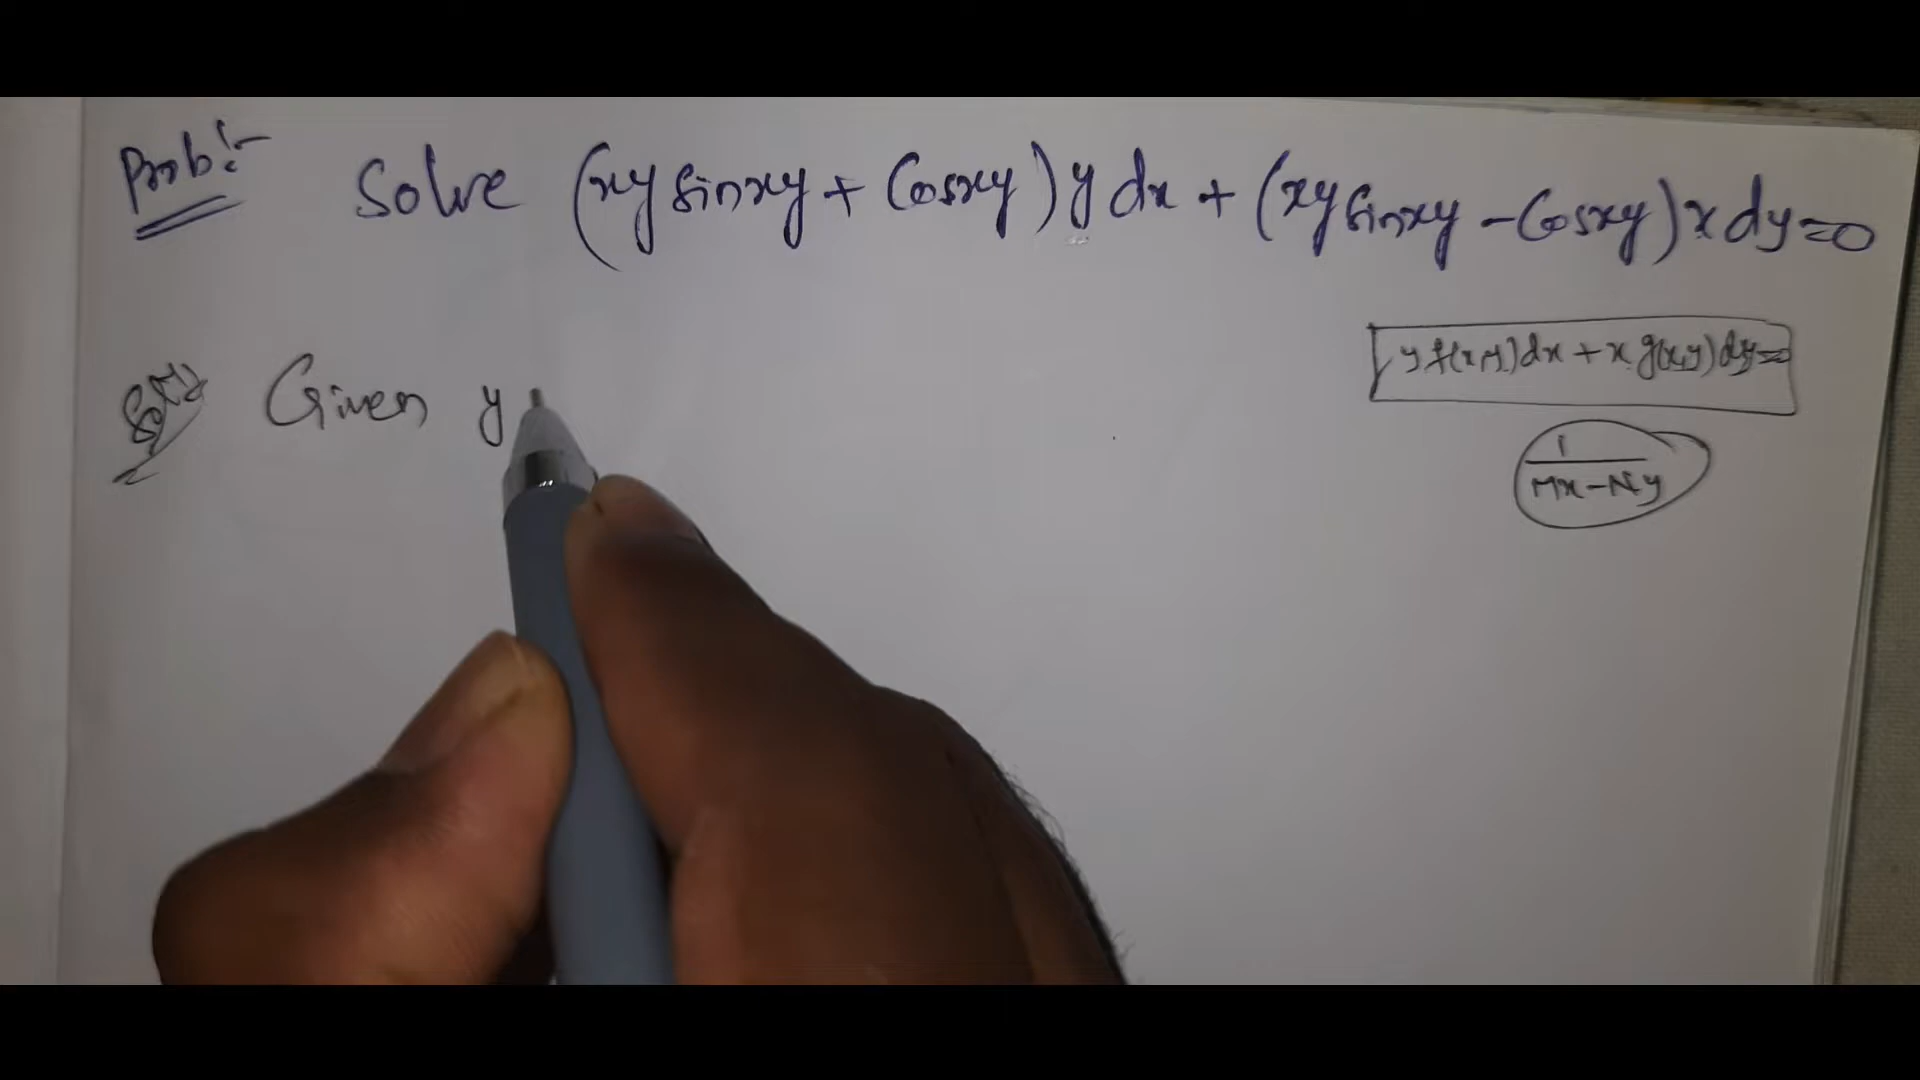 Prob:-
Solve (xy sinxy + Cosxy) y dx + (xy sinxy - Cosxy) x dy = 0
y f(x,y) dx + x g(x,y) dy = 0
Given y
1
Mx - Ny